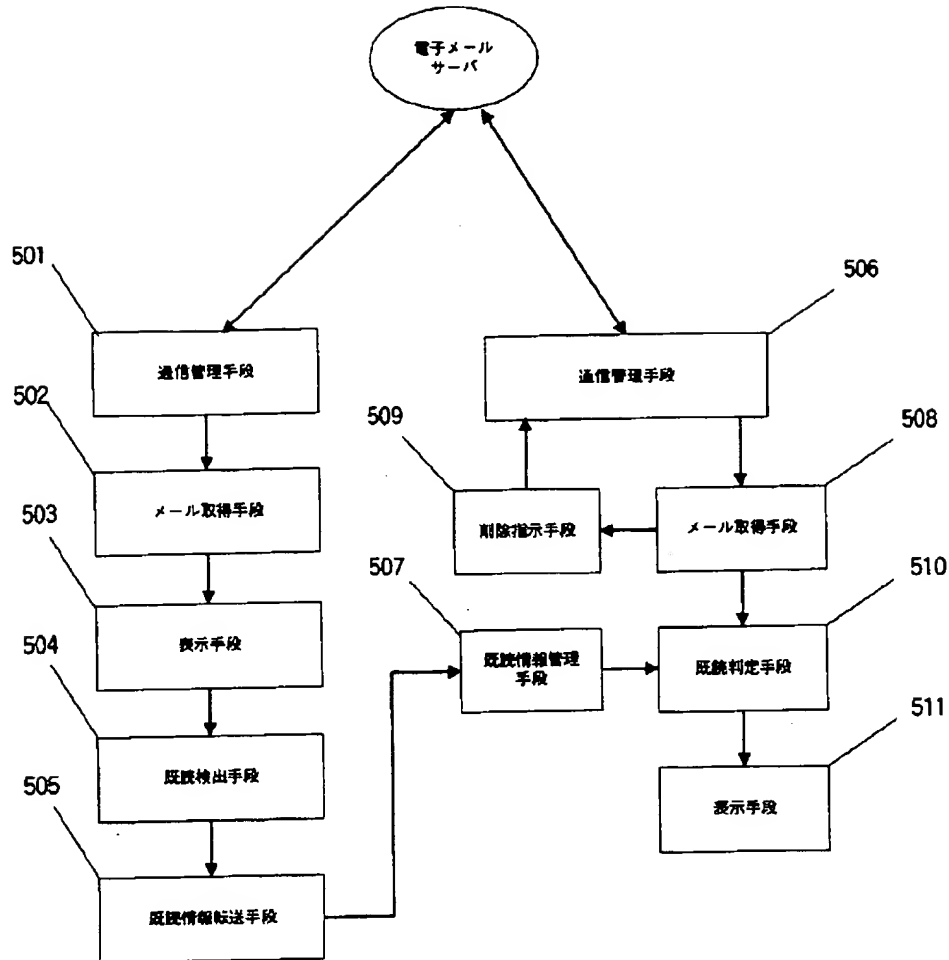 電子メール
サーバ
501
506
通信管理手段
通信管理手段
502
509
508
メール取得手段
削除指示手段
メール取得手段
503
507
510
表示手段
既読情報管理
手段
既読判定手段
504
511
既読検出手段
表示手段
505
既読情報転送手段